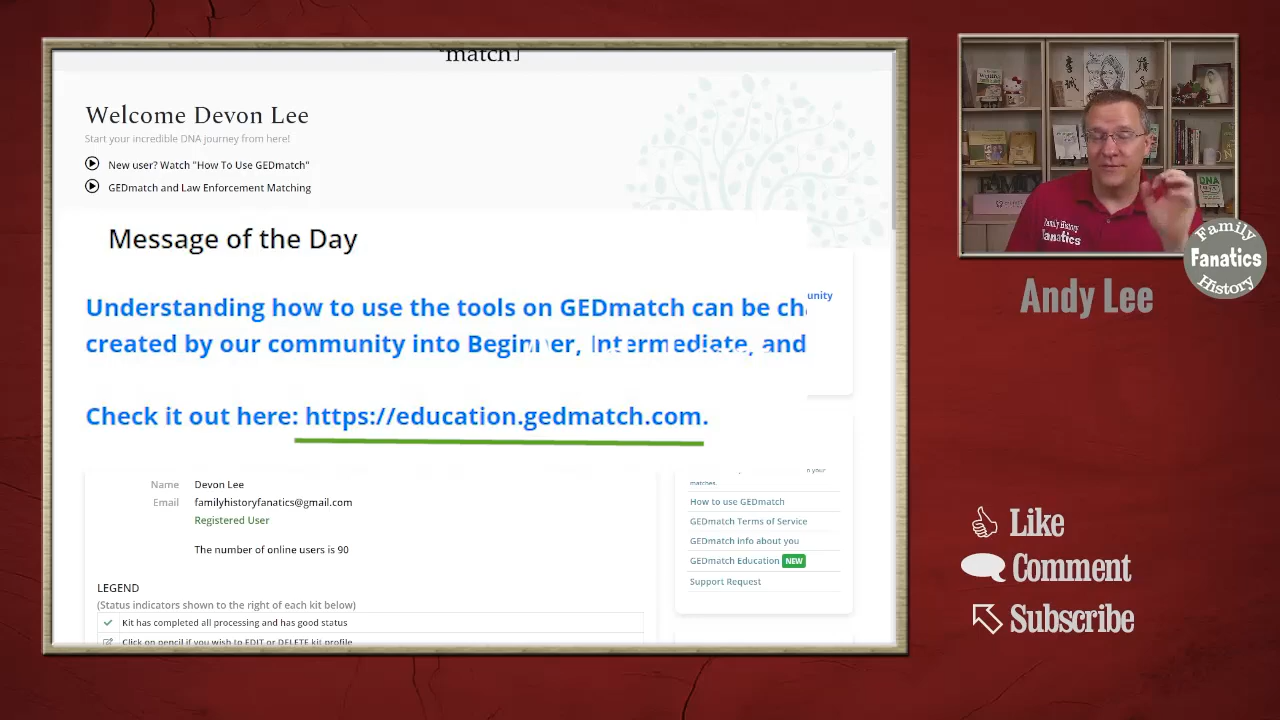 match
Welcome Devon Lee
Start your incredible DNA journey from here!
New user? Watch "How To Use GEDmatch"
GEDmatch and Law Enforcement Matching
Message of the Day
Understanding how to use the tools on GEDmatch can be
created by our community into Beginner, Intermediate, and
Check it out here: https://education.gedmatch.com.
Name Devon Lee
Email familyhistoryfanatics@gmail.com
Registered User
The number of online users is 90
LEGEND
(Status indicators shown to the right of each kit below)
Kit has completed all processing and has good status
Click on pencil if you wish to EDIT or DELETE kit profile
matches.
How to use GEDmatch
GEDmatch Terms of Service
GEDmatch info about you
GEDmatch Education NEW
Support Request
Family History
Fanatics
Family
Fanatics
History
Andy Lee
Like
Comment
Subscribe